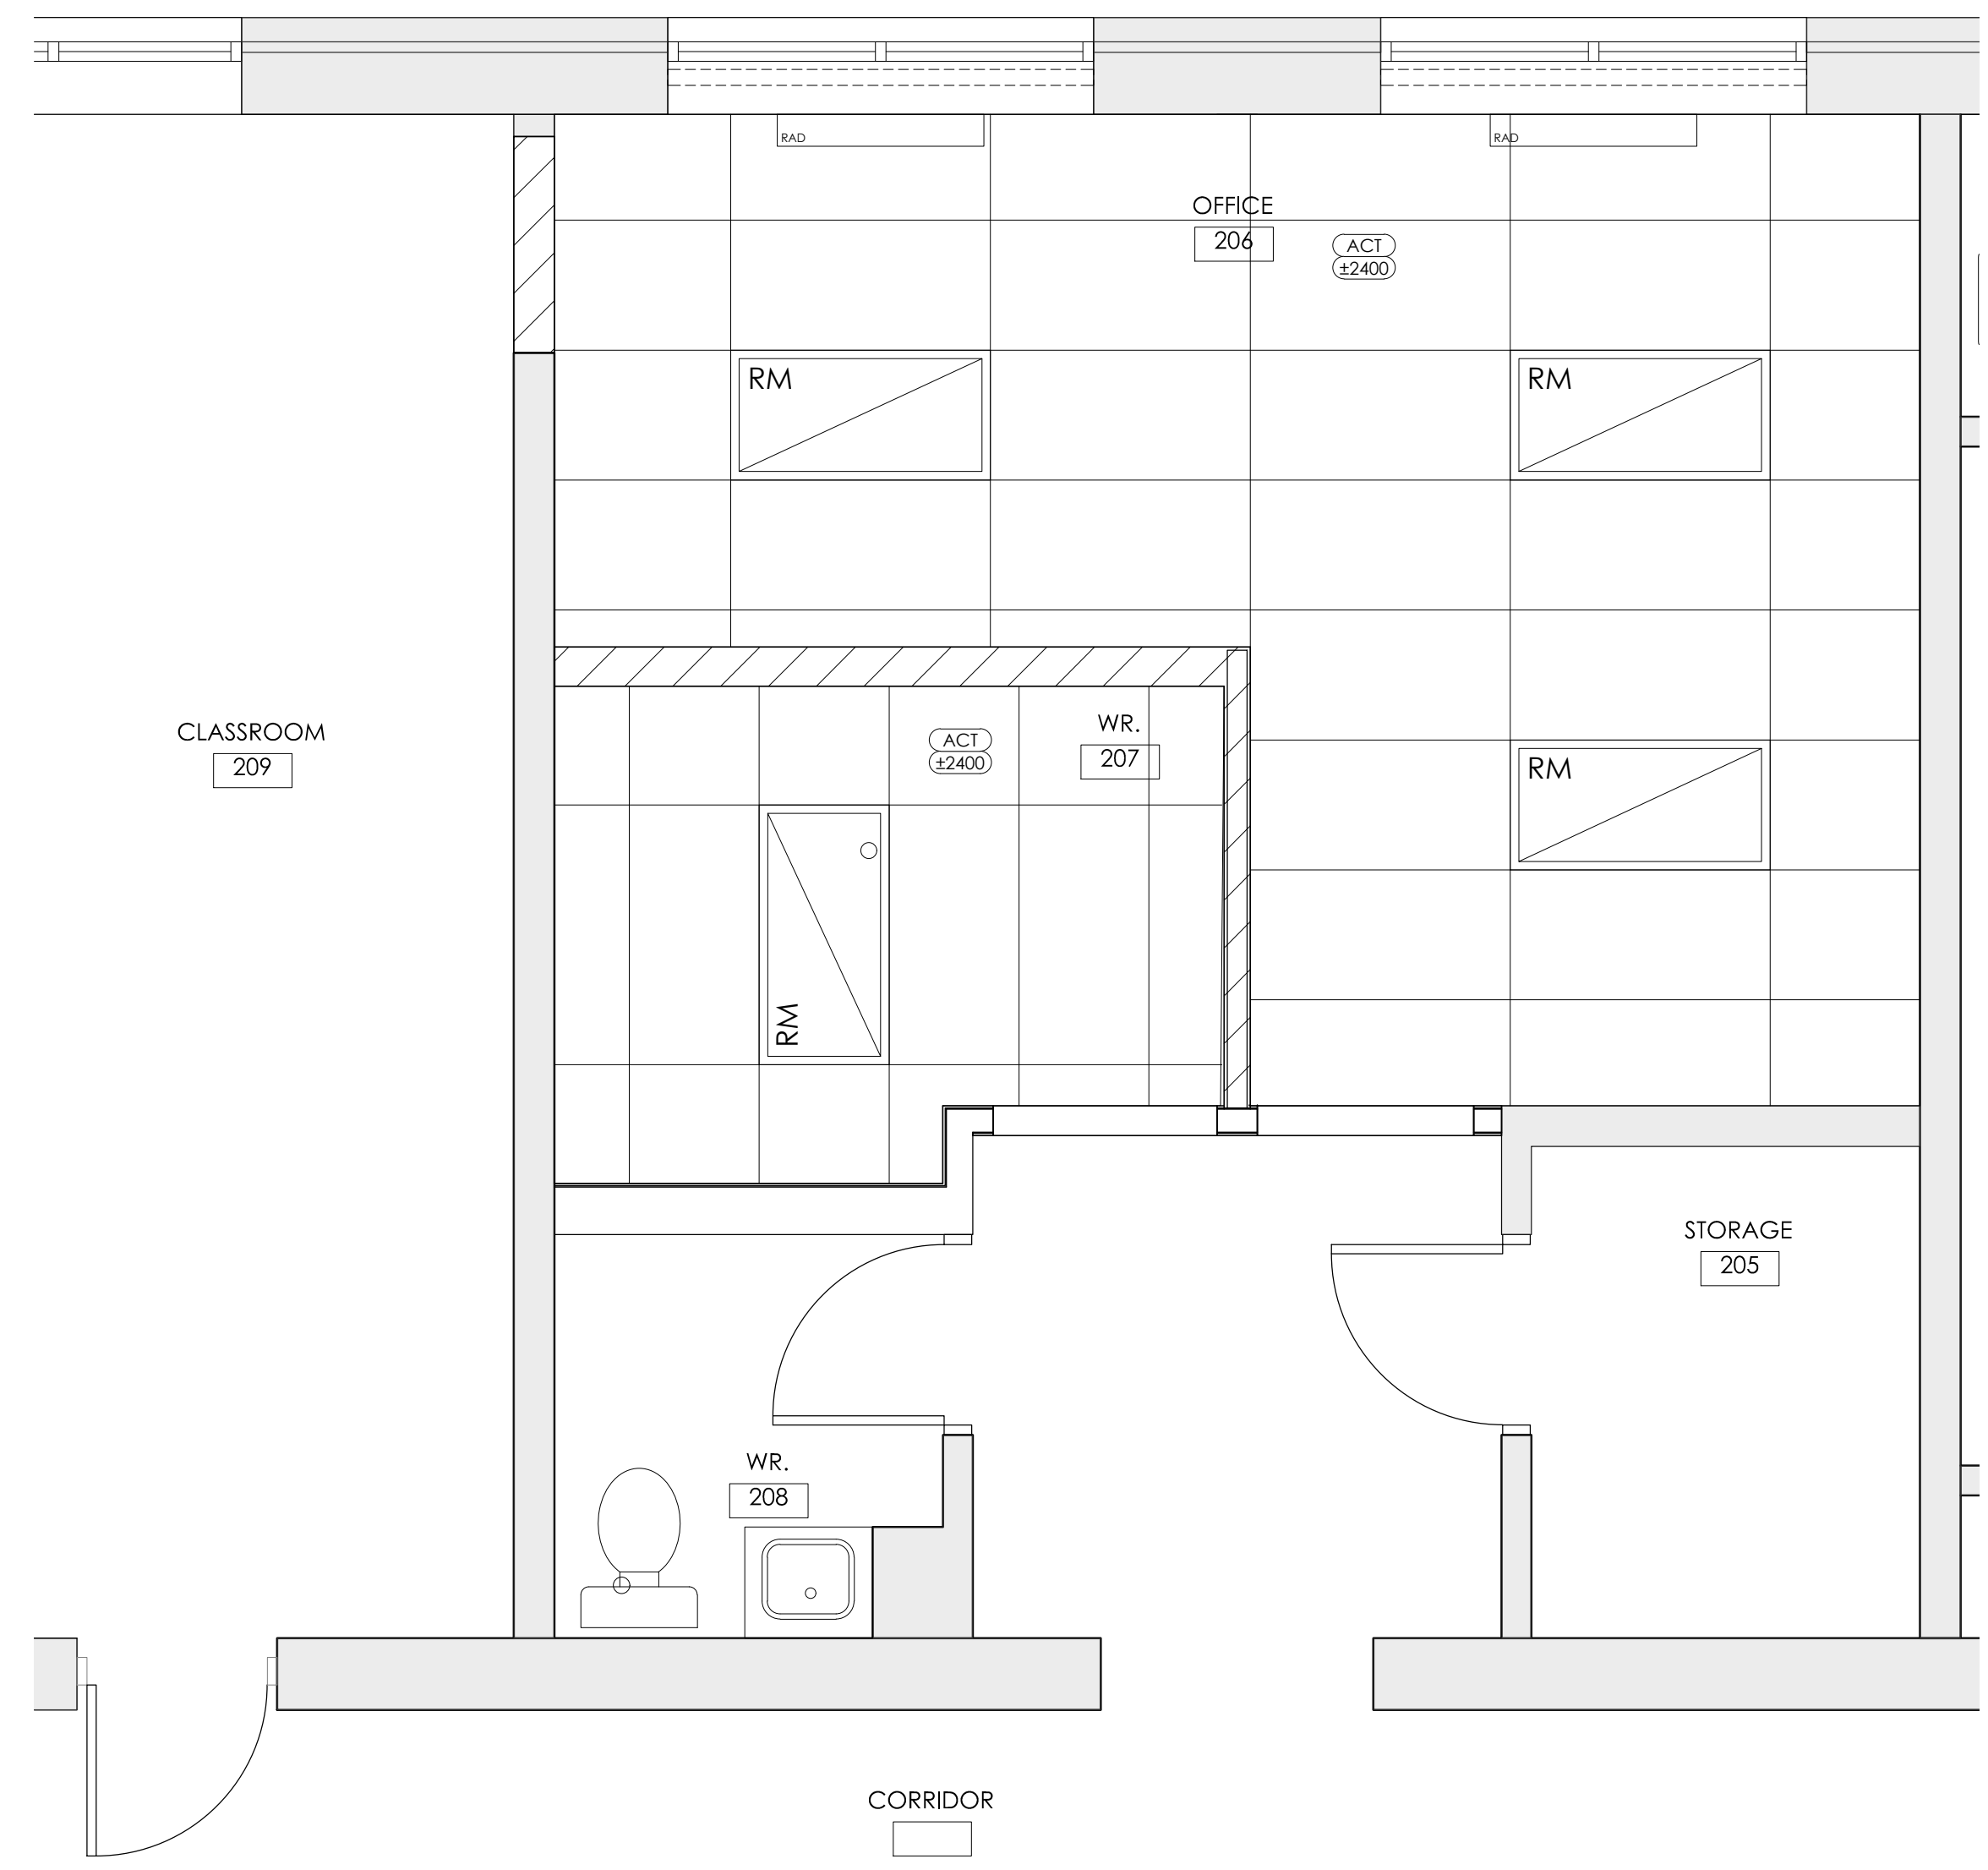 RAD
RAD
OFFICE
206
ACT
±2400
RM
RM
CLASSROOM
209
ACT
±2400
WR.
207
RM
RM
STORAGE
205
WR.
208
CORRIDOR